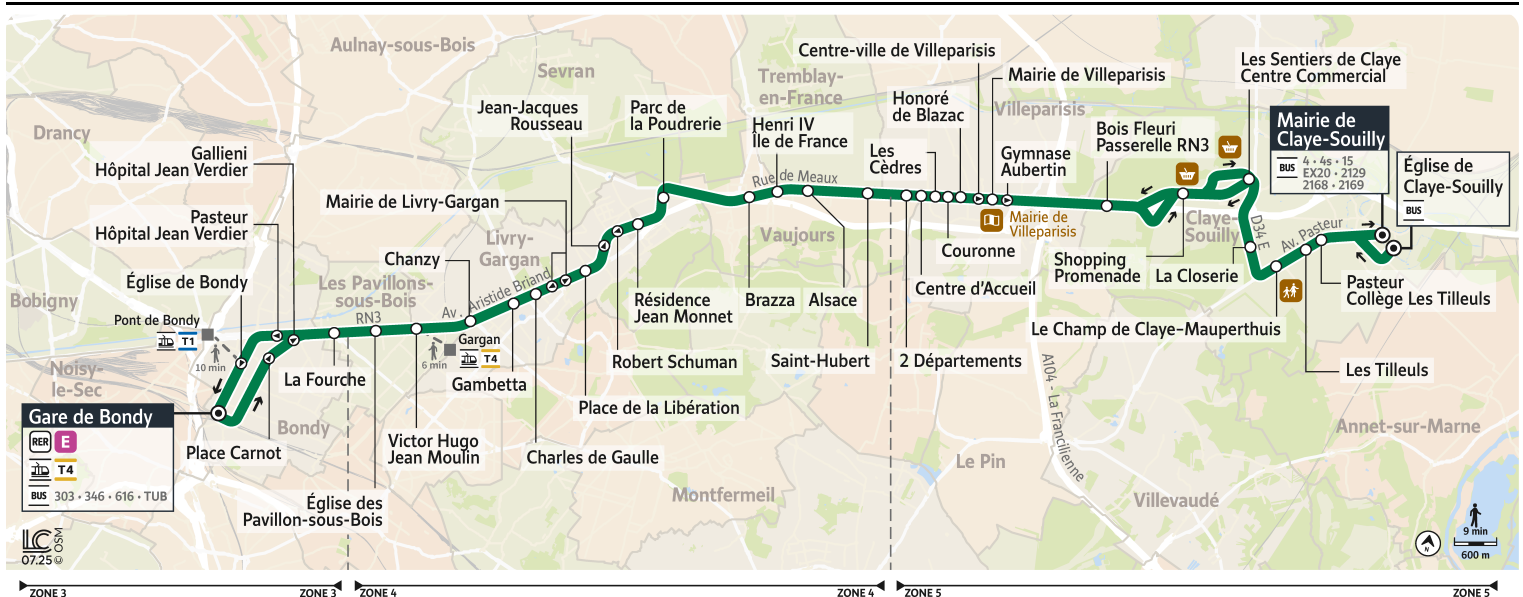 Aulnay-sous-Bois
Sevran
Tremblay-
en-France
Villeparisis
Drancy
Bobigny
Noisy-
le-Sec
Bondy
Les Pavillons-
sous-Bois
Livry-
Gargan
Vaujours
Claye-
Souilly
Montfermeil
Le Pin
Villevaudé
Annet-sur-Marne
Gare de Bondy
RER E
T4
BUS 303 • 346 • 616 • TUB
Pont de Bondy
T1
10 min
Église de Bondy
Pasteur
Hôpital Jean Verdier
Gallieni
Hôpital Jean Verdier
Place Carnot
La Fourche
RN3
Église des
Pavillon-sous-Bois
Victor Hugo
Jean Moulin
Chanzy
Av. Aristide Briand
Gargan
T4
6 min
Gambetta
Charles de Gaulle
Mairie de Livry-Gargan
Place de la Libération
Jean-Jacques
Rousseau
Robert Schuman
Résidence
Jean Monnet
Parc de
la Poudrerie
Brazza
Henri IV
Île de France
Rue de Meaux
Alsace
Saint-Hubert
2 Départements
Centre d'Accueil
Les
Cèdres
Couronne
Honoré
de Blazac
Centre-ville de Villeparisis
Mairie de Villeparisis
Mairie de
Villeparisis
Gymnase
Aubertin
A104 - La Francilienne
Bois Fleuri
Passerelle RN3
Shopping
Promenade
Les Sentiers de Claye
Centre Commercial
D34E
La Closerie
Le Champ de Claye–Mauperthuis
Av. Pasteur
Les Tilleuls
Pasteur
Collège Les Tilleuls
Mairie de
Claye-Souilly
BUS
4 • 4s • 15
EX20 • 2129
2168 • 2169
Église de
Claye-Souilly
BUS
LC
07.25 © OSM
N
9 min
600 m
ZONE 3
ZONE 3
ZONE 4
ZONE 4
ZONE 5
ZONE 5